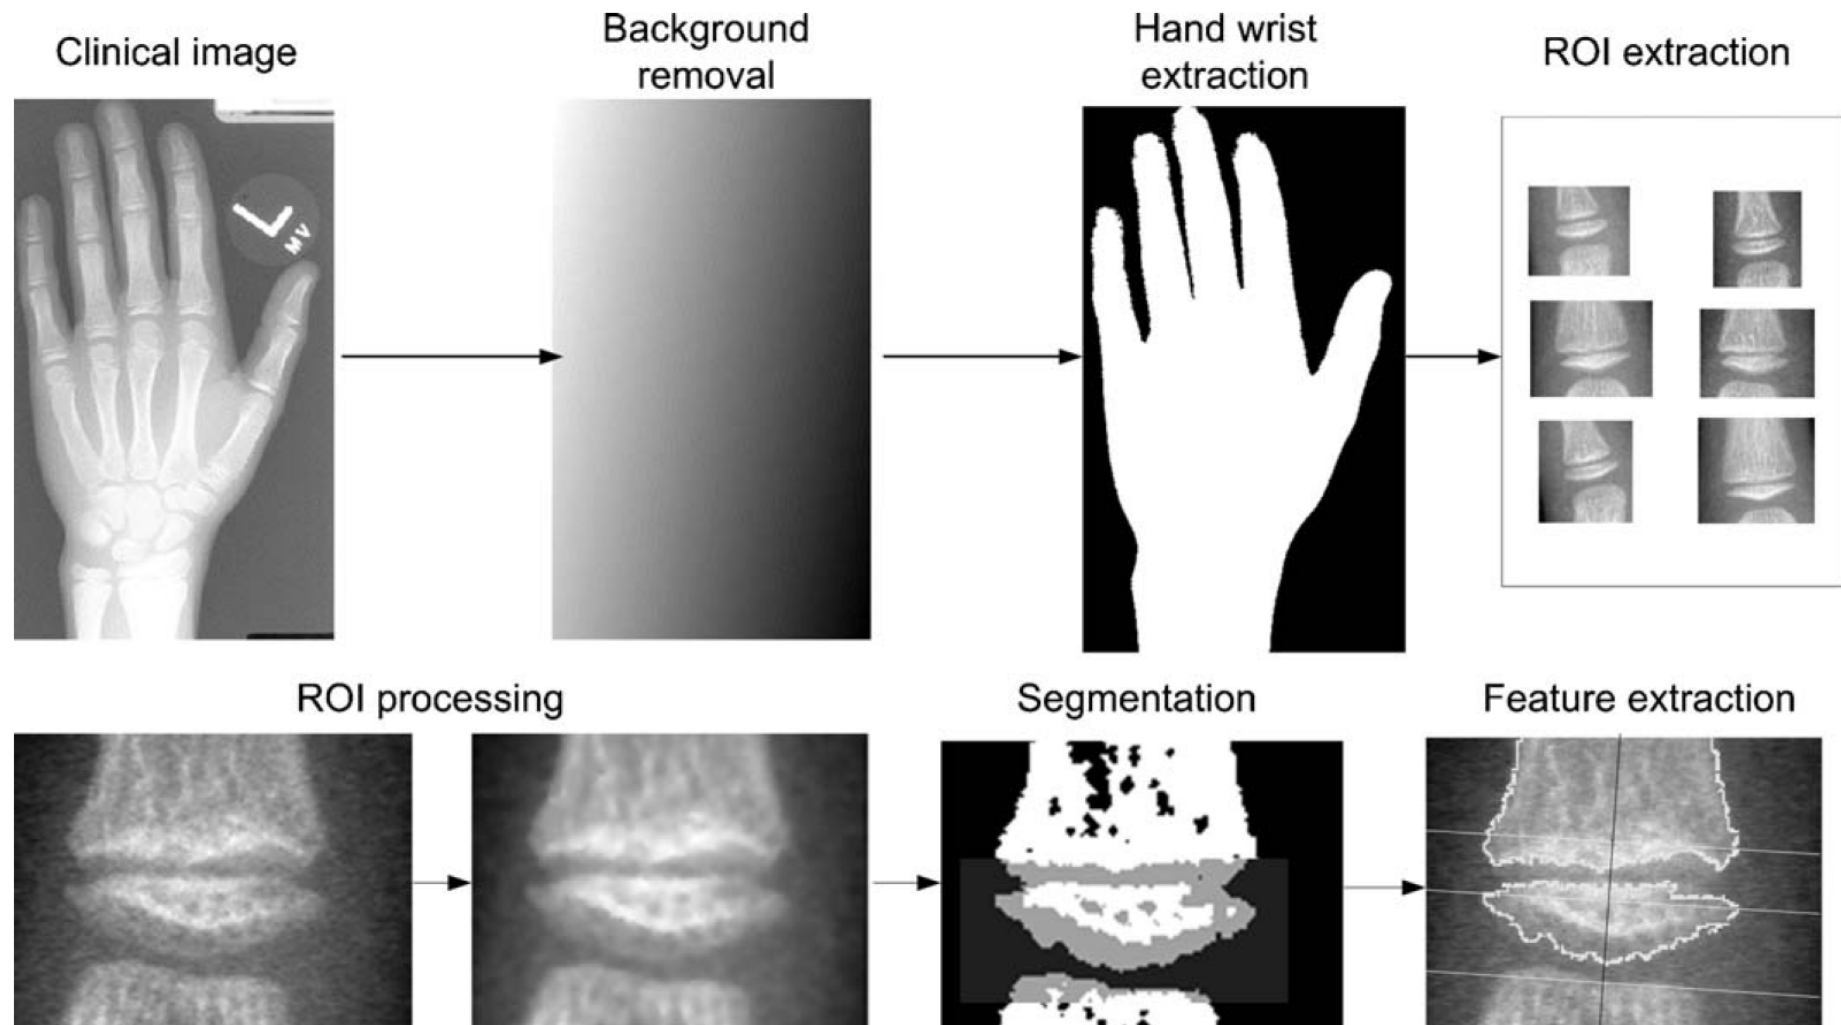 Clinical image
Background
removal
Hand wrist
extraction
ROI extraction
L
MV
ROI processing
Segmentation
Feature extraction